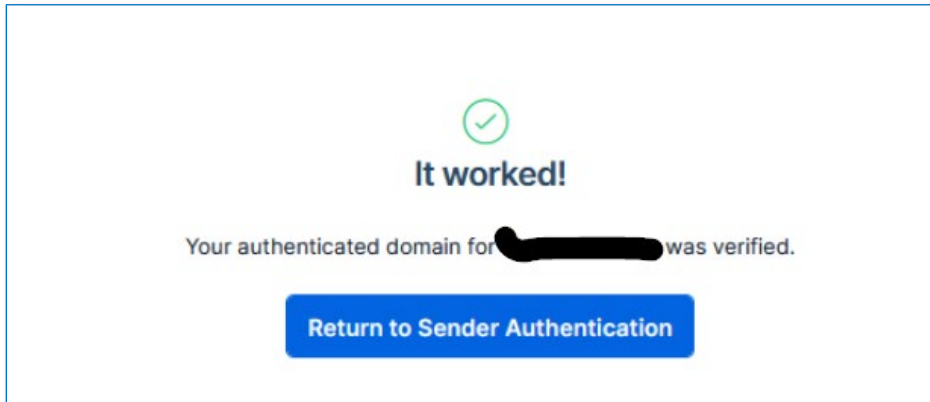 It worked!
Your authenticated domain for was verified.
Return to Sender Authentication